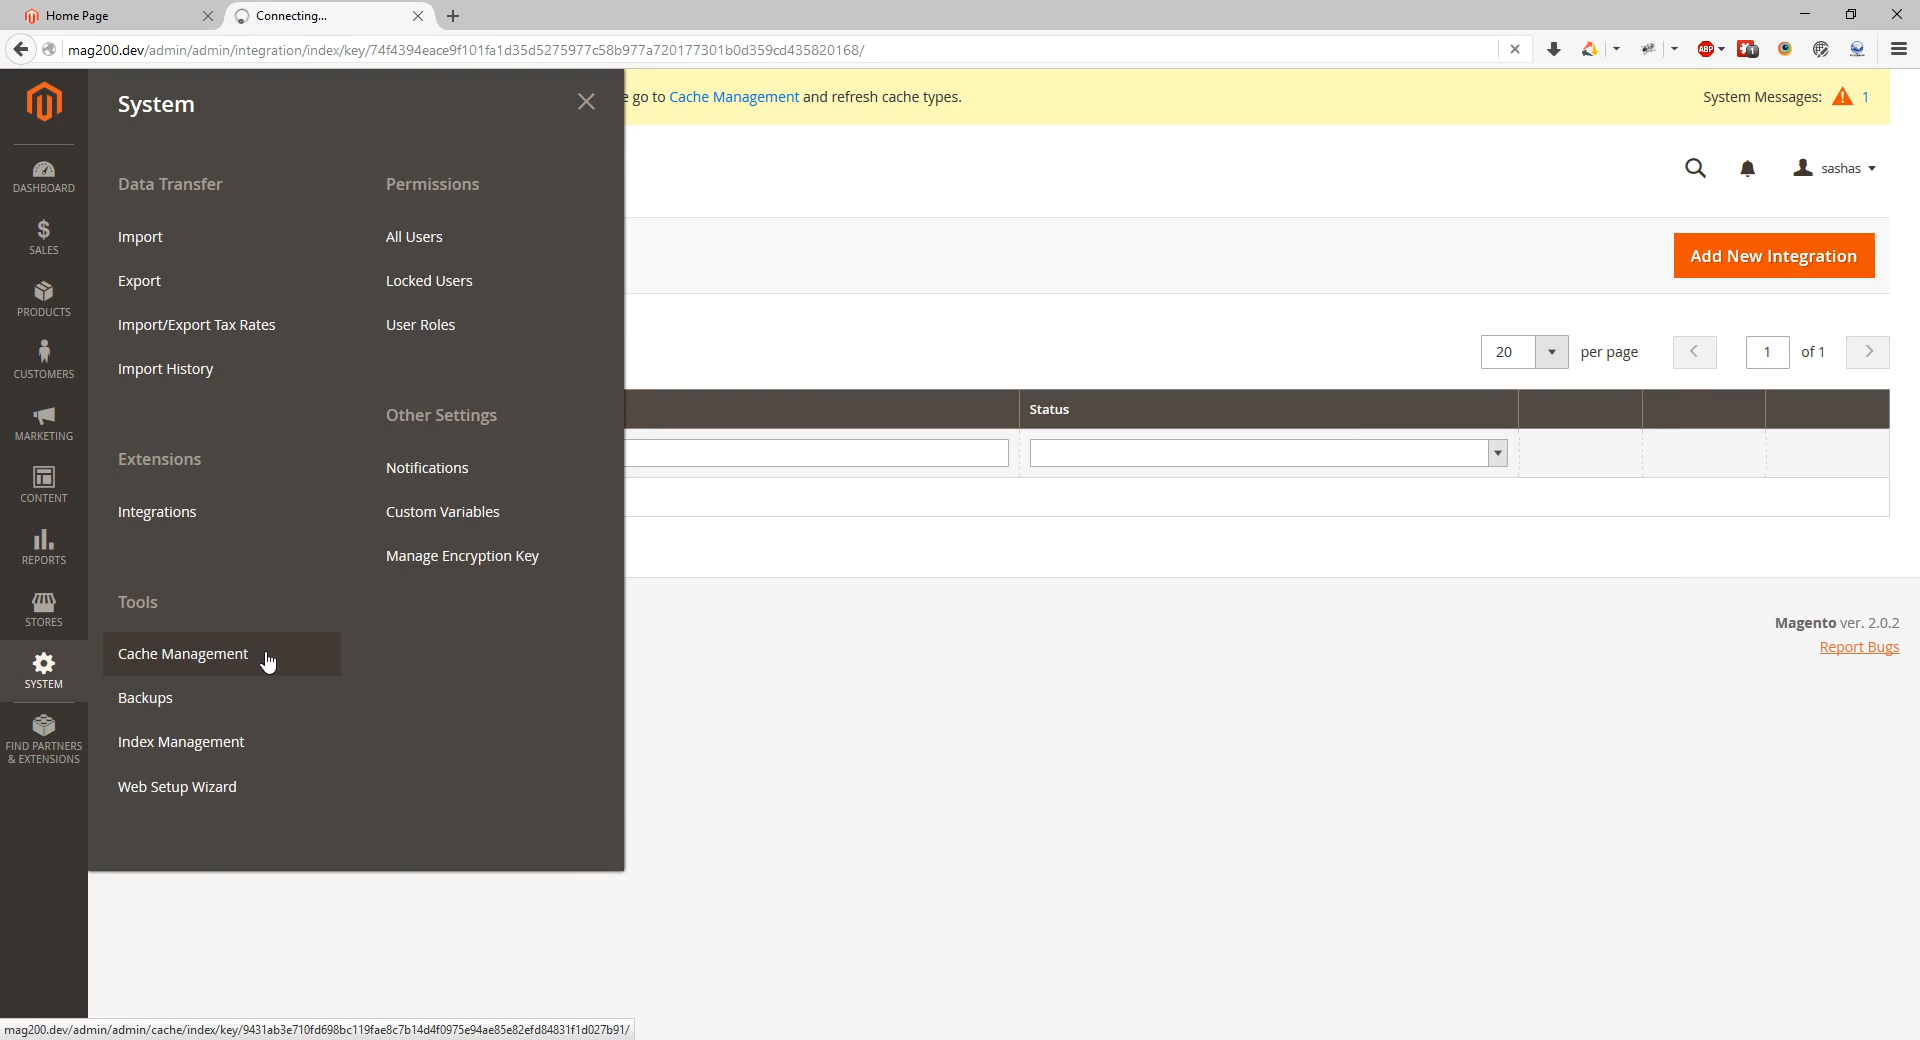 Home Page
Connecting...
mag200.dev/admin/admin/integration/index/key/74f4394eace9f101fa1d35d5275977c58b977a720177301b0d359cd435820168/
ABP
1
System
e go to Cache Management and refresh cache types.
System Messages: 1
DASHBOARD
SALES
PRODUCTS
CUSTOMERS
MARKETING
CONTENT
REPORTS
STORES
SYSTEM
FIND PARTNERS
& EXTENSIONS
Data Transfer
Import
Export
Import/Export Tax Rates
Import History
Extensions
Integrations
Tools
Cache Management
Backups
Index Management
Web Setup Wizard
Permissions
All Users
Locked Users
User Roles
Other Settings
Notifications
Custom Variables
Manage Encryption Key
sashas
Add New Integration
20 per page 1 of 1
Status
Magento ver. 2.0.2
Report Bugs
mag200.dev/admin/admin/cache/index/key/9431ab3e710fd698bc119fae8c7b14d4f0975e94ae85e82efd84831f1d027b91/